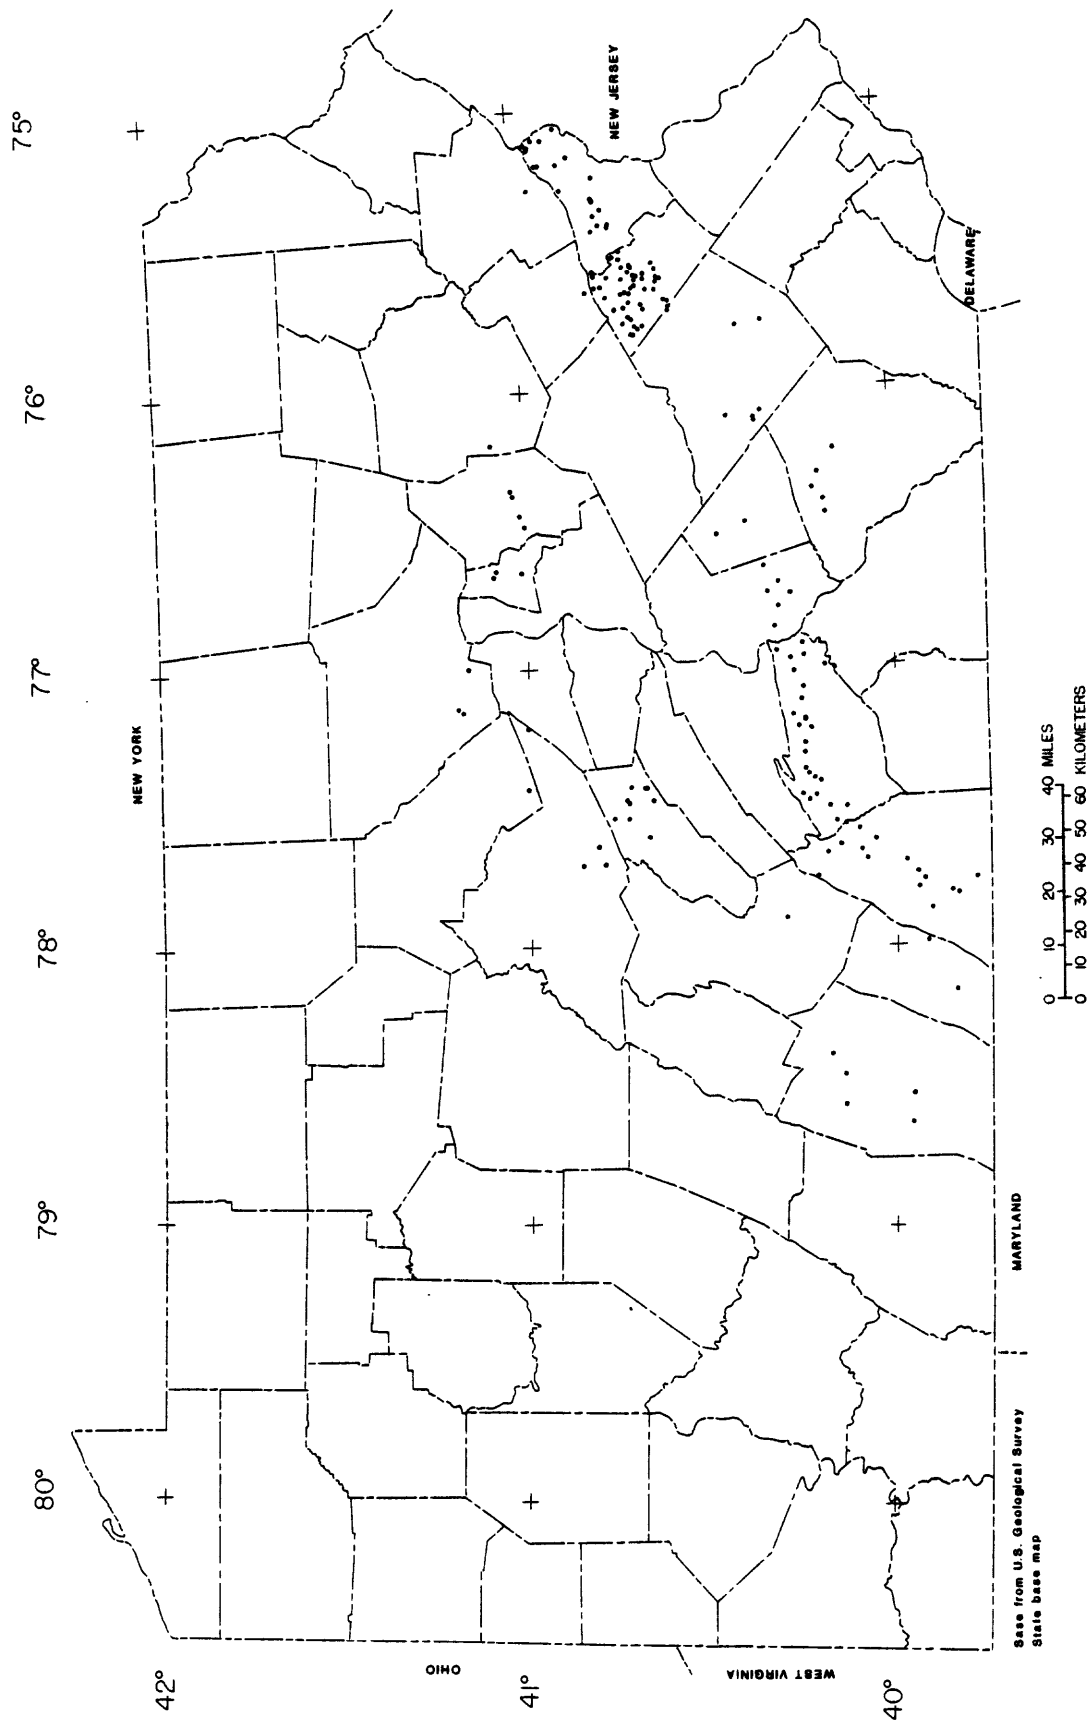 80°
79°
78°
77°
76°
75°
42°
41°
40°
NEW YORK
NEW JERSEY
DELAWARE
MARYLAND
OHIO
WEST VIRGINIA
Base from U.S. Geological Survey
State base map
0 10 20 30 40 MILES
0 10 20 30 40 50 60 KILOMETERS